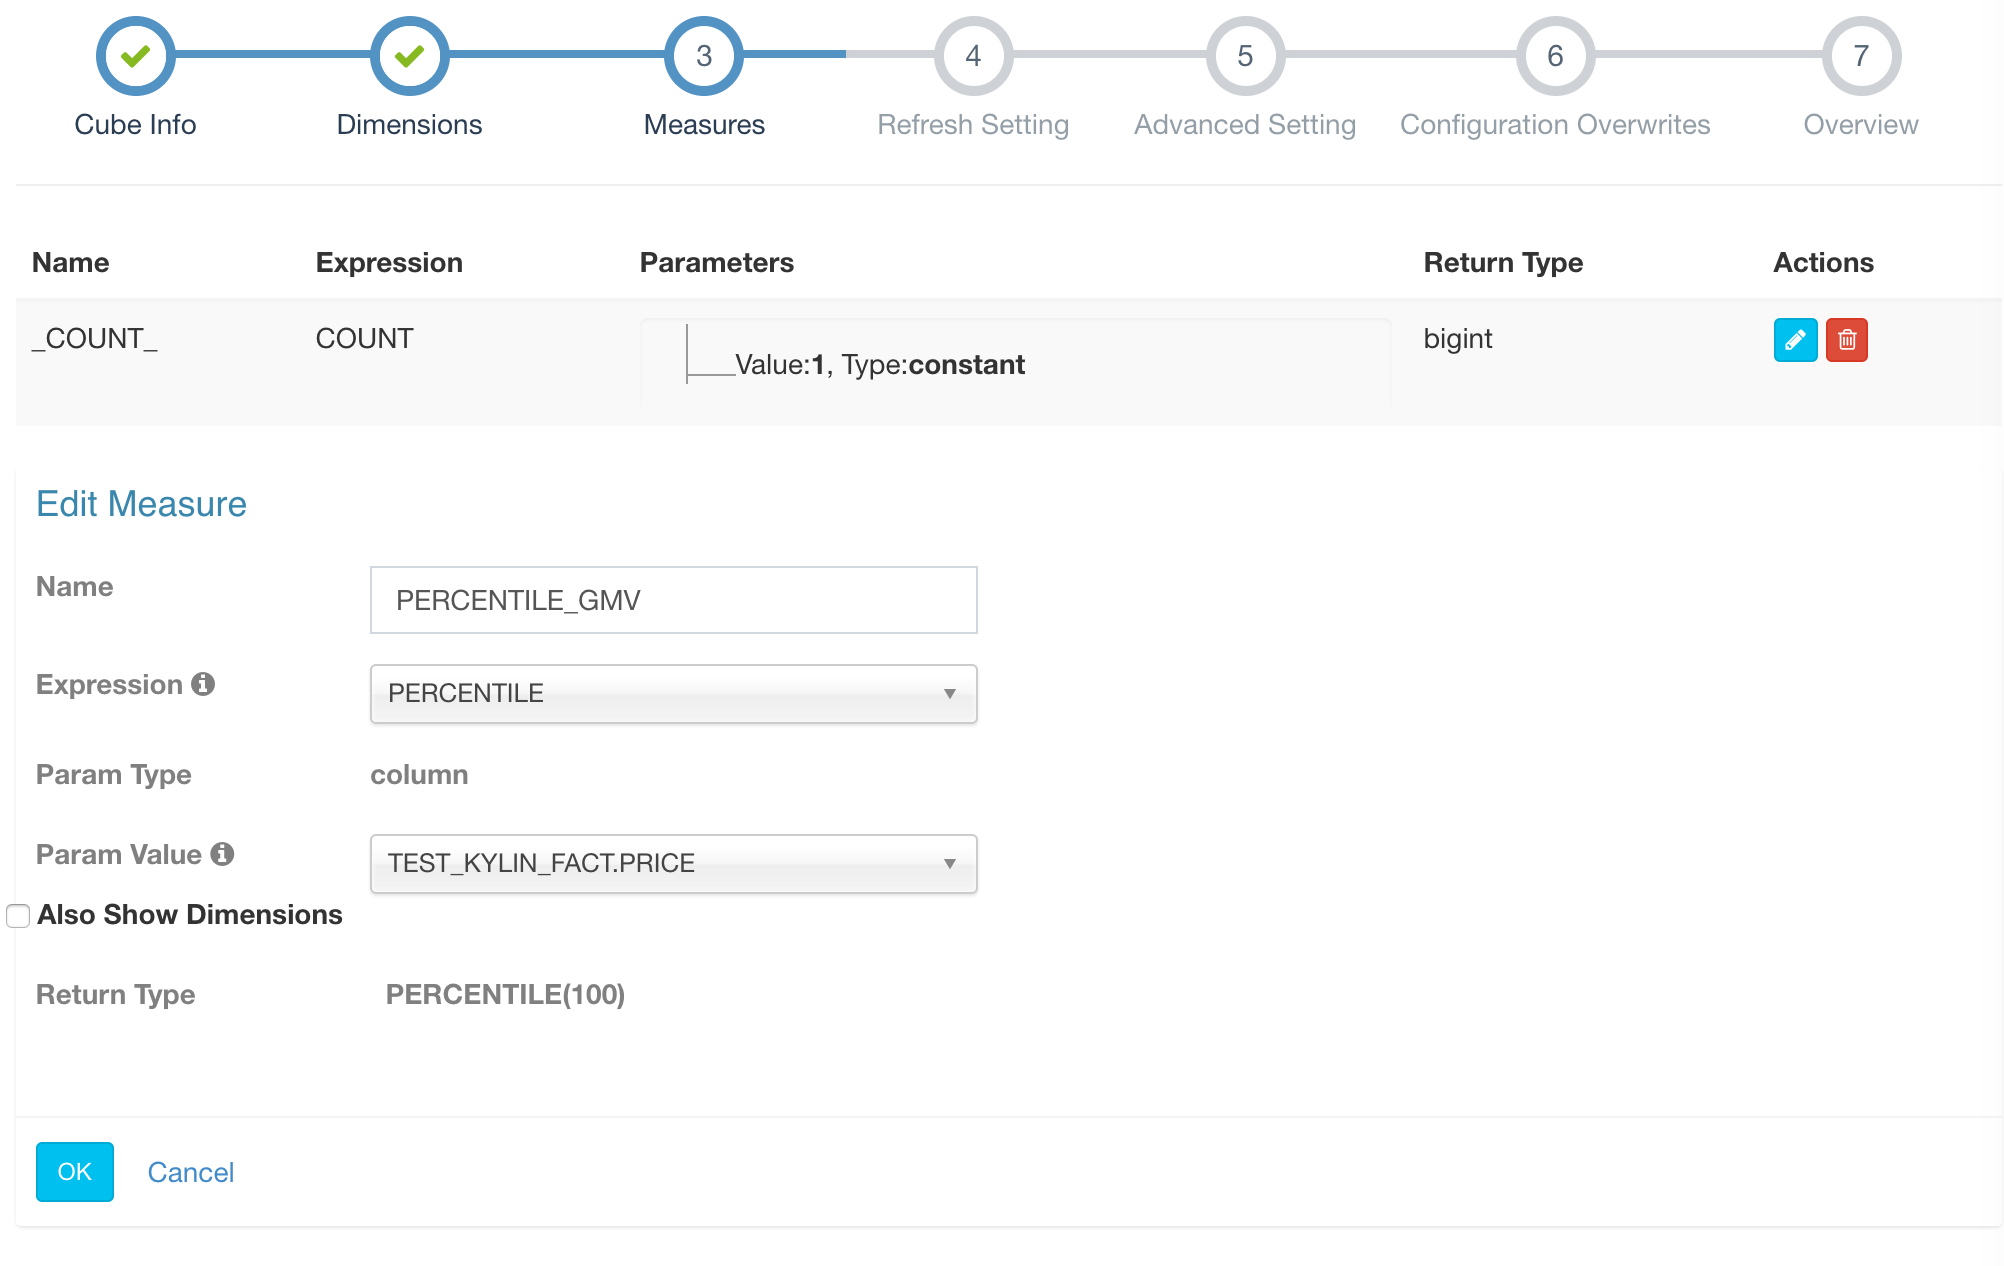 3 4 5 6 7
Cube Info Dimensions Measures Refresh Setting Advanced Setting Configuration Overwrites Overview
Name Expression Parameters Return Type Actions
_COUNT_ COUNT Value:1, Type:constant bigint
Edit Measure
Name PERCENTILE_GMV
Expression PERCENTILE
Param Type column
Param Value TEST_KYLIN_FACT.PRICE
Also Show Dimensions
Return Type PERCENTILE(100)
OK Cancel